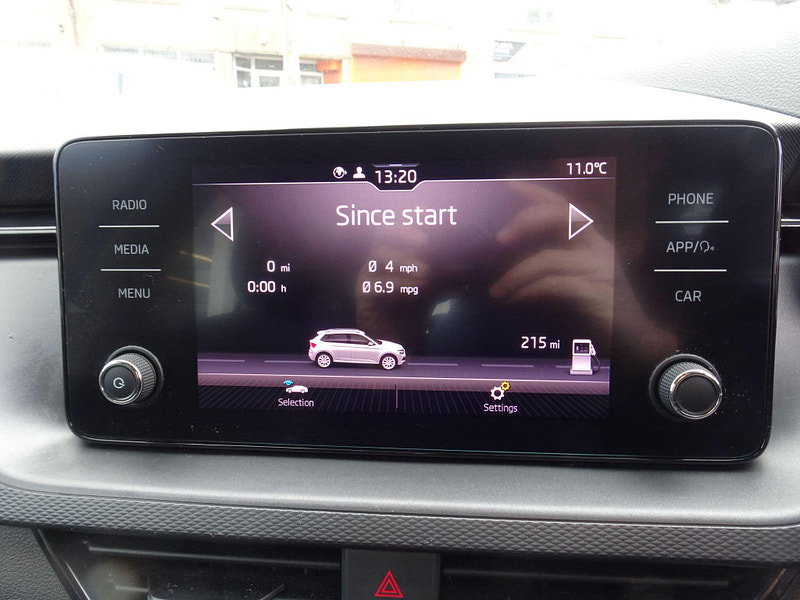 13:20
11.0°C
RADIO
MEDIA
MENU
Since start
0 mi
0:00 h
Ø 4 mph
Ø 6.9 mpg
215 mi
Selection
Settings
PHONE
APP/
CAR